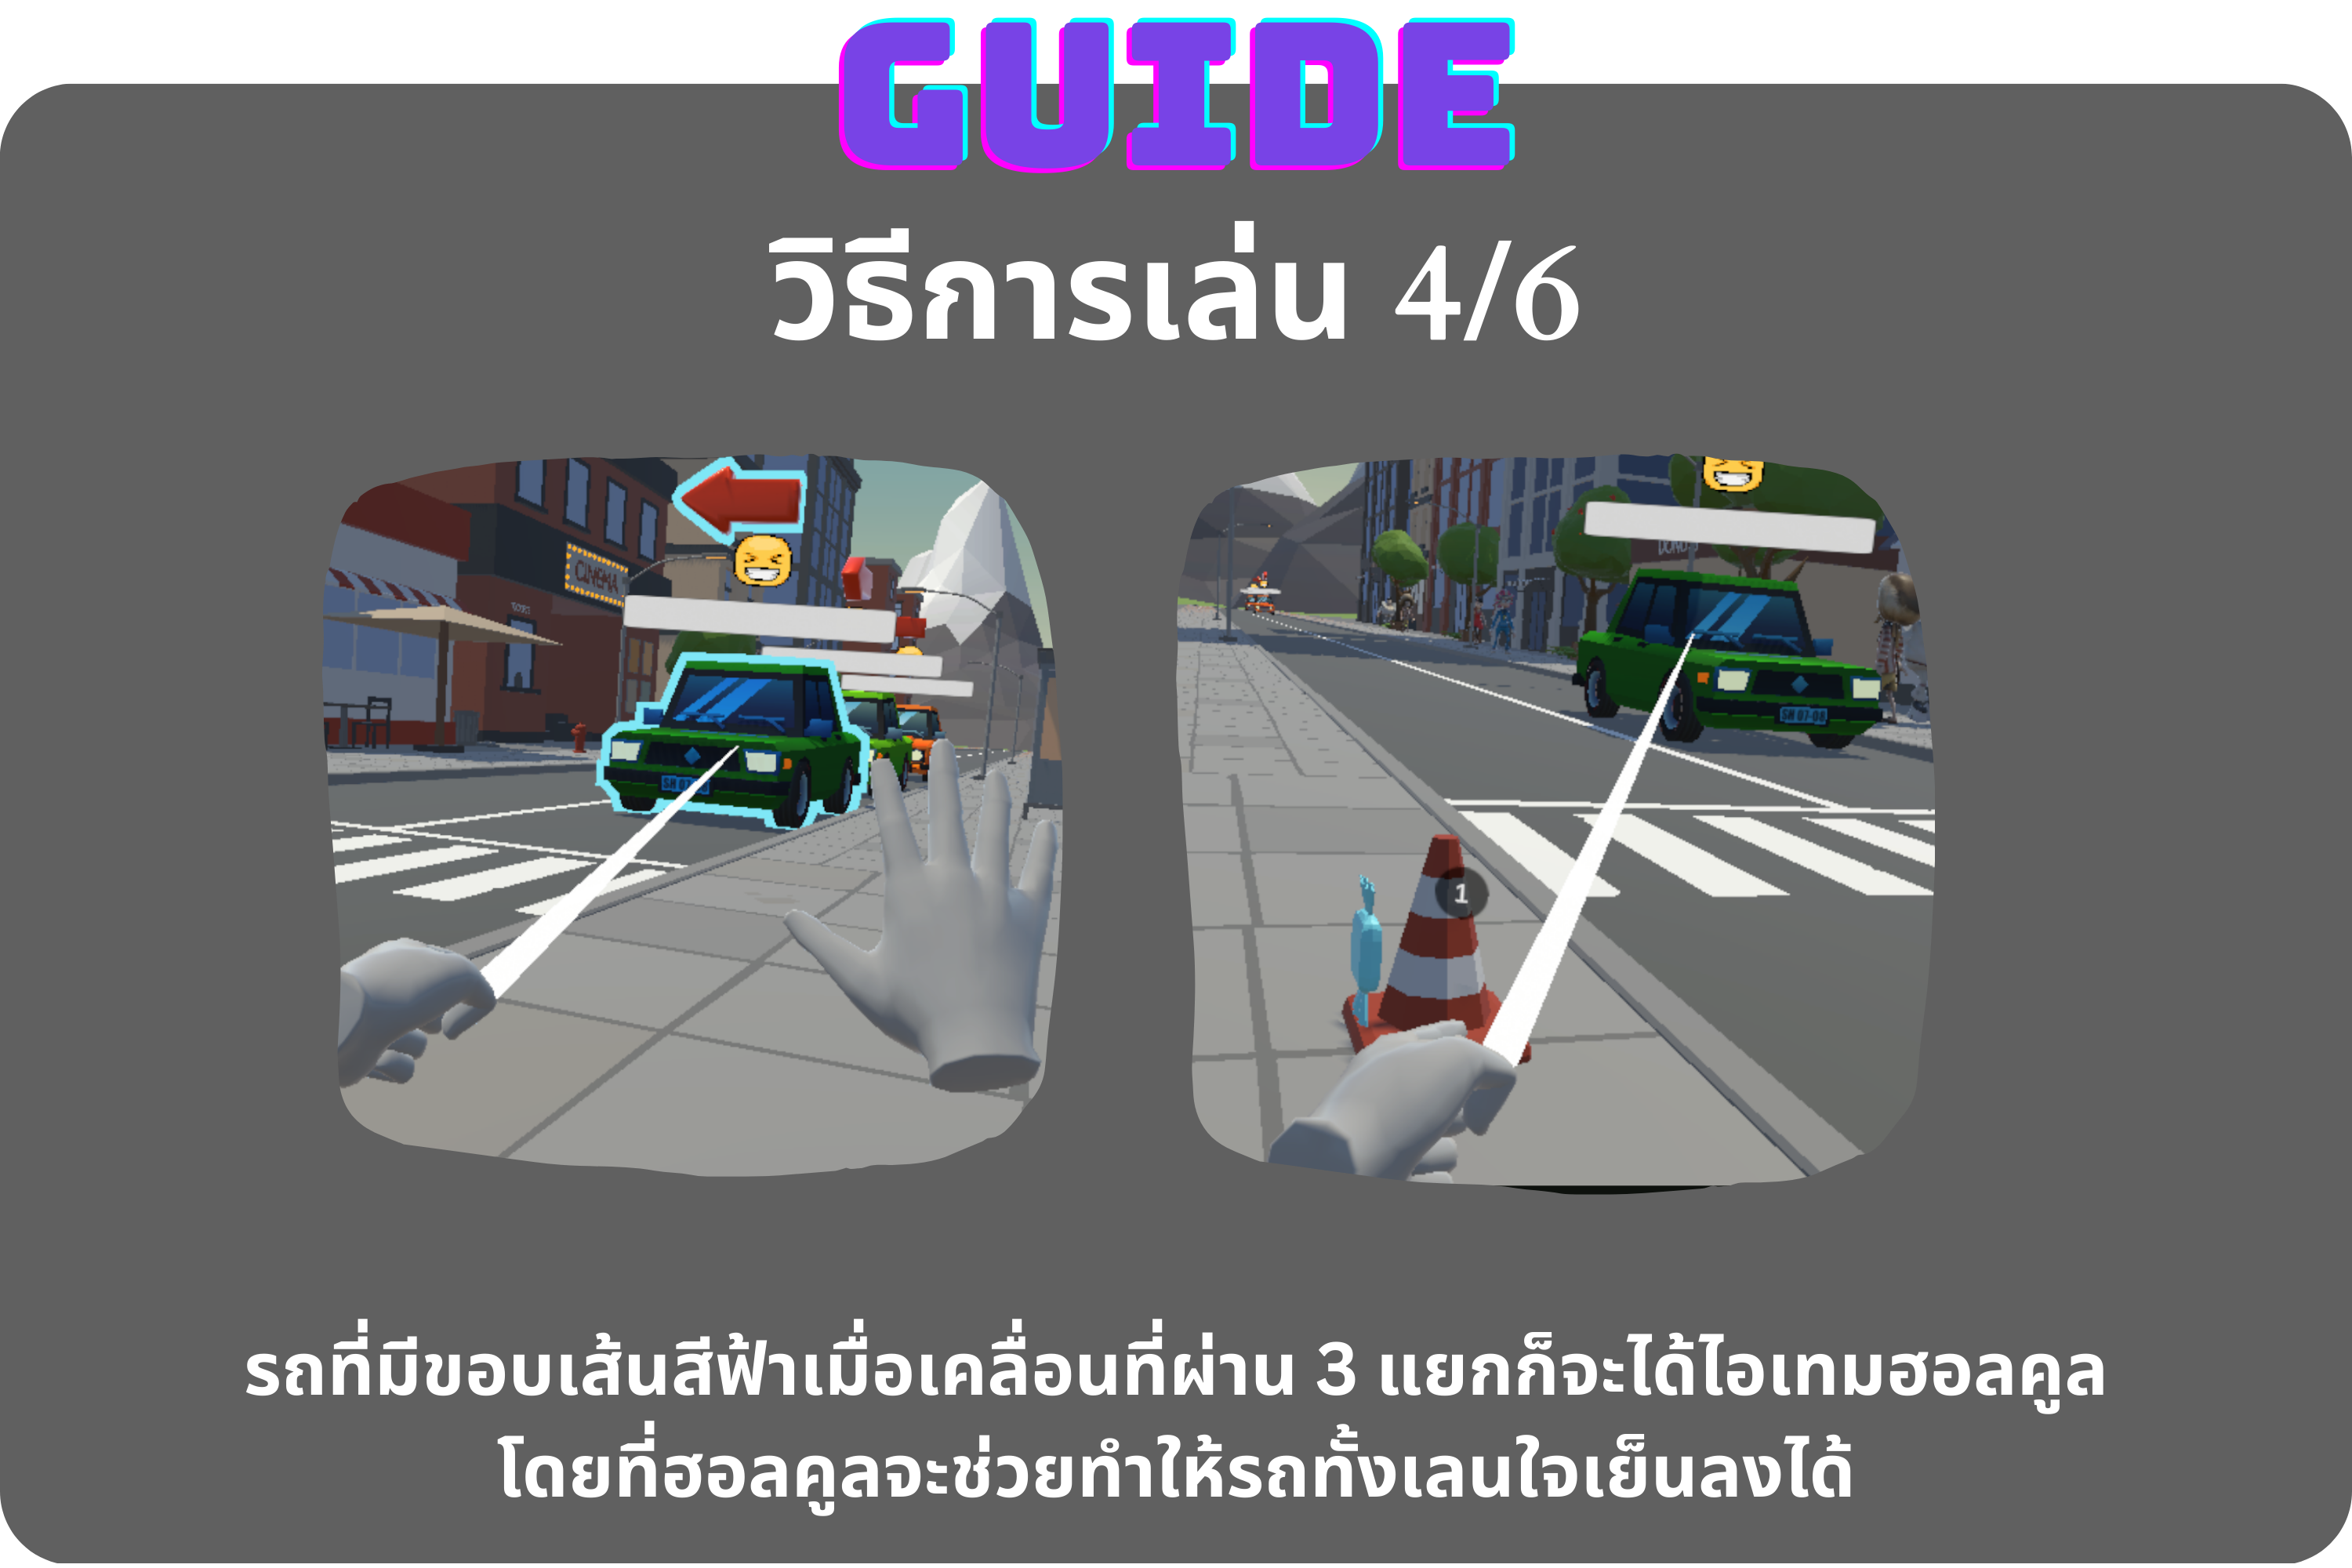 GUIDE
วิธีการเล่น 4/6
CINEMA
1
รถที่มีขอบเส้นสีฟ้าเมื่อเคลื่อนที่ผ่าน 3 แยกก็จะได้ไอเทมฮอลคูล
โดยที่ฮอลคูลจะช่วยทำให้รถทั้งเลนใจเย็นลงได้